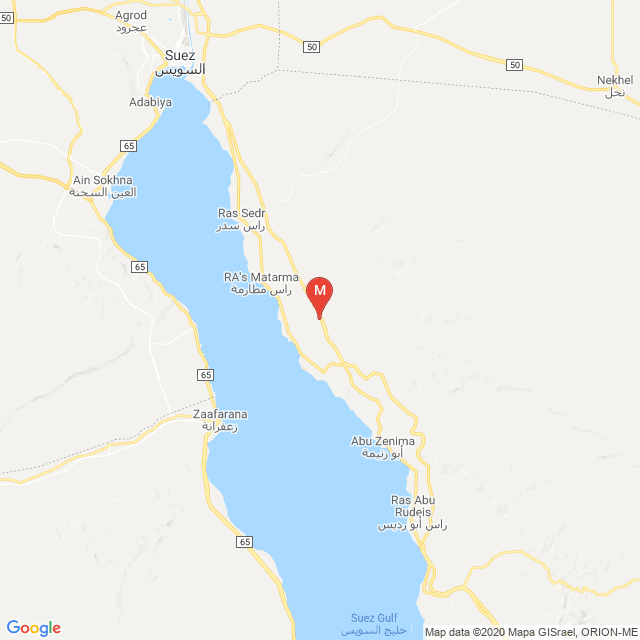 Agrod
عجرود
50
50
Suez
السويس
50
50
Nekhel
نخل
Adabiya
65
Ain Sokhna
العين السخنة
Ras Sedr
راس سدر
65
RA's Matarma
راس مطارمة
M
65
Zaafarana
زعفرانة
Abu Zenima
أبو زنيمة
Ras Abu
Rudeis
راس أبو رديس
65
Suez Gulf
خليج السويس
Google
Map data ©2020 Mapa GISrael, ORION-ME